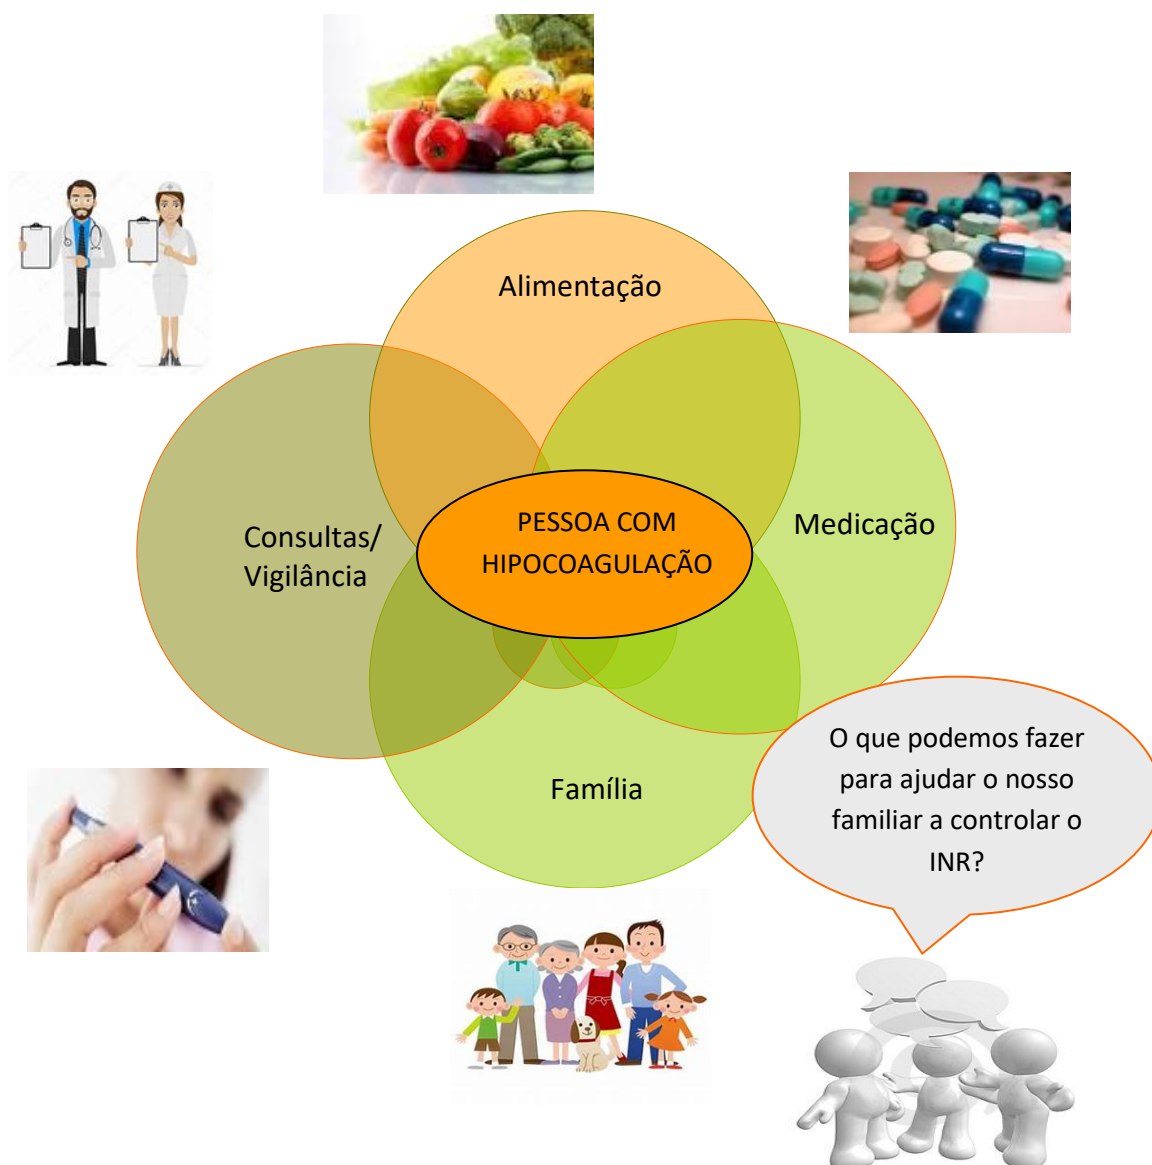 Alimentação
Medicação
Consultas/
Vigilância
PESSOA COM
HIPOCOAGULAÇÃO
Família
O que podemos fazer
para ajudar o nosso
familiar a controlar o
INR?